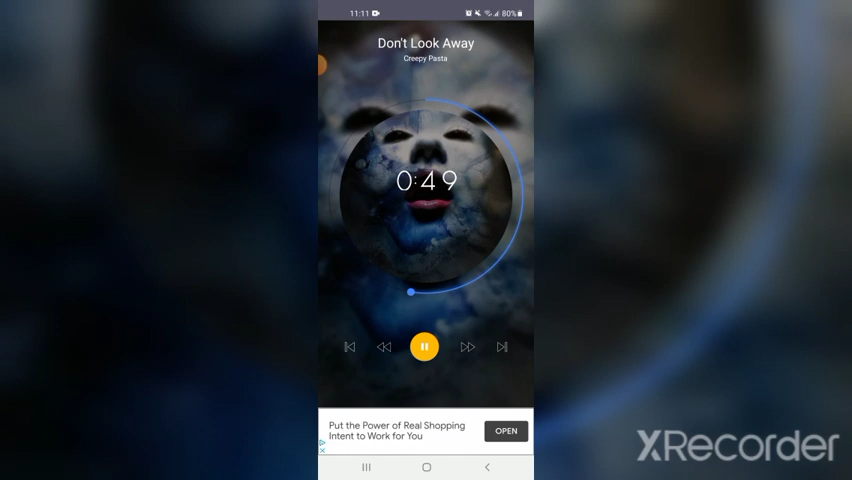 11:11
80%
Don't Look Away
Creepy Pasta
0:49
Put the Power of Real Shopping
Intent to Work for You
OPEN
XRecorder